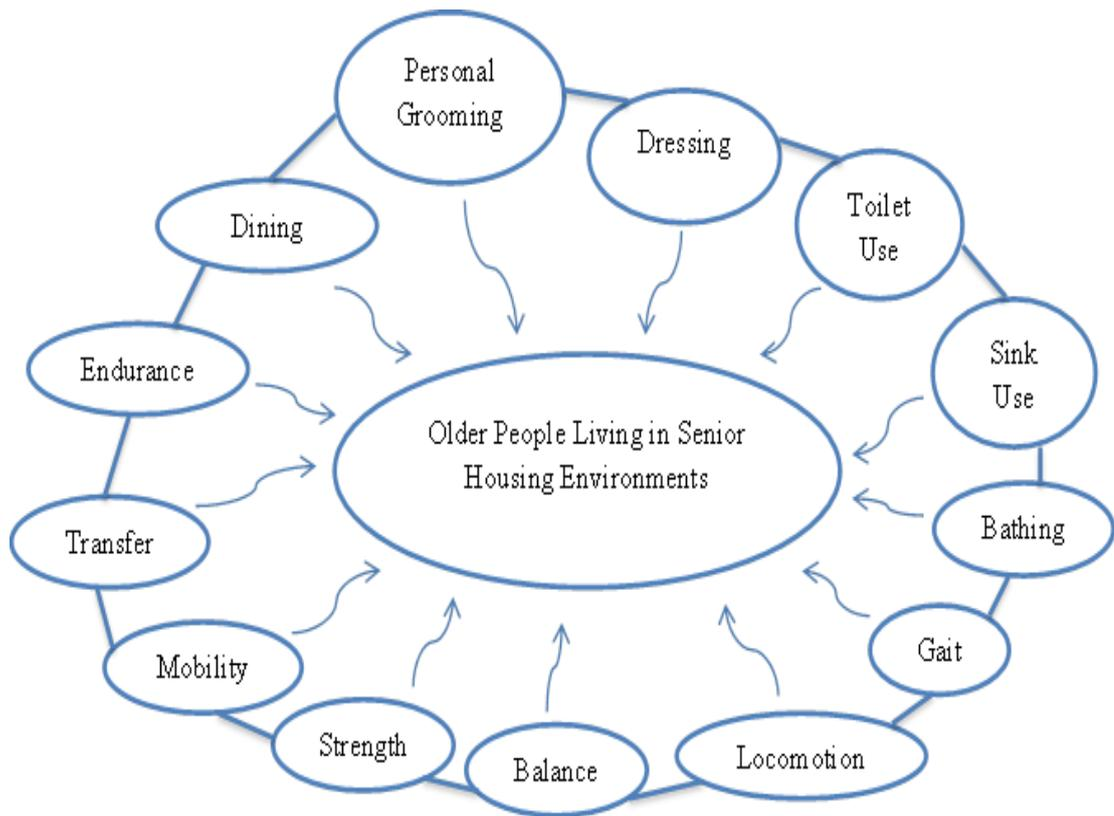 Personal
Grooming
Dressing
Toilet
Use
Dining
Sink
Use
Endurance
Older People Living in Senior
Housing Environments
Transfer
Bathing
Mobility
Gait
Strength
Balance
Locomotion